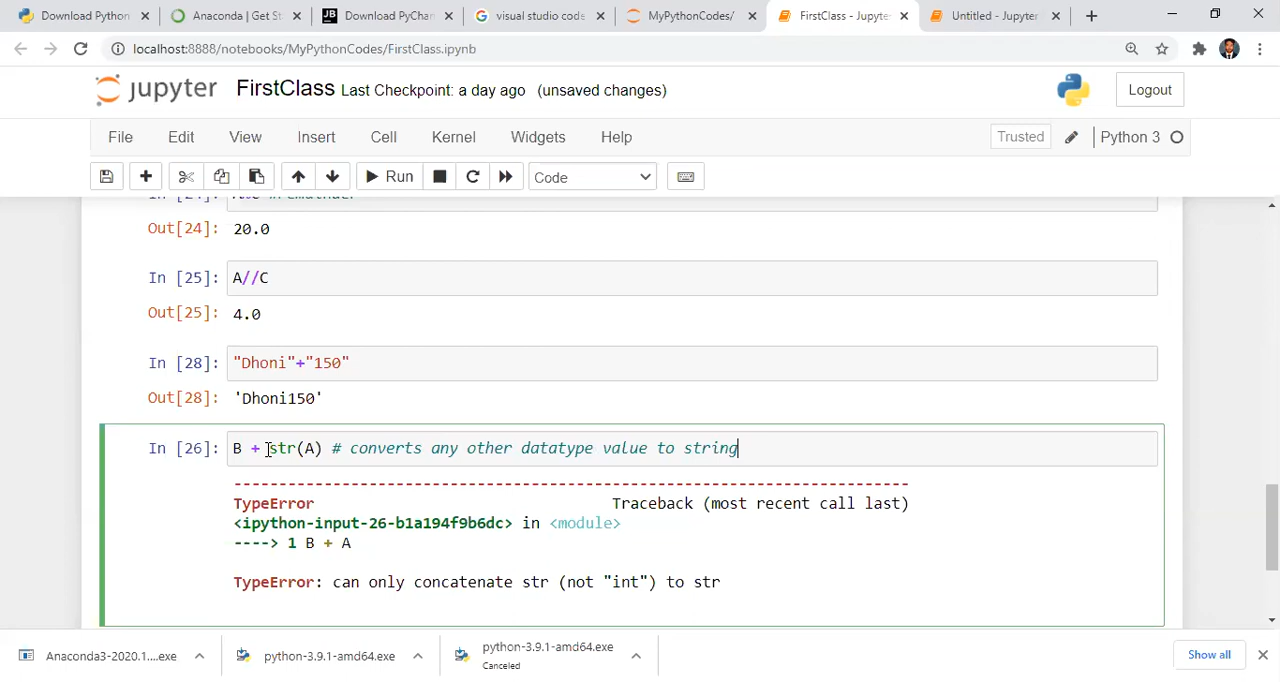 Download Python
Anaconda | Get St
Download PyChar
visual studio code
MyPythonCodes/
FirstClass - Jupyte
Untitled - Jupyter
localhost:8888/notebooks/MyPythonCodes/FirstClass.ipynb
jupyter FirstClass Last Checkpoint: a day ago (unsaved changes)
Logout
File Edit View Insert Cell Kernel Widgets Help
Trusted
Python 3
Run
Code
Out[24]: 20.0
In [25]: A//C
Out[25]: 4.0
In [28]: "Dhoni"+"150"
Out[28]: 'Dhoni150'
In [26]: B + str(A) # converts any other datatype value to string
---------------------------------------------------------------------------
TypeError Traceback (most recent call last)
<ipython-input-26-b1a194f9b6dc> in <module>
----> 1 B + A
TypeError: can only concatenate str (not "int") to str
Anaconda3-2020.1....exe
python-3.9.1-amd64.exe
python-3.9.1-amd64.exe
Canceled
Show all